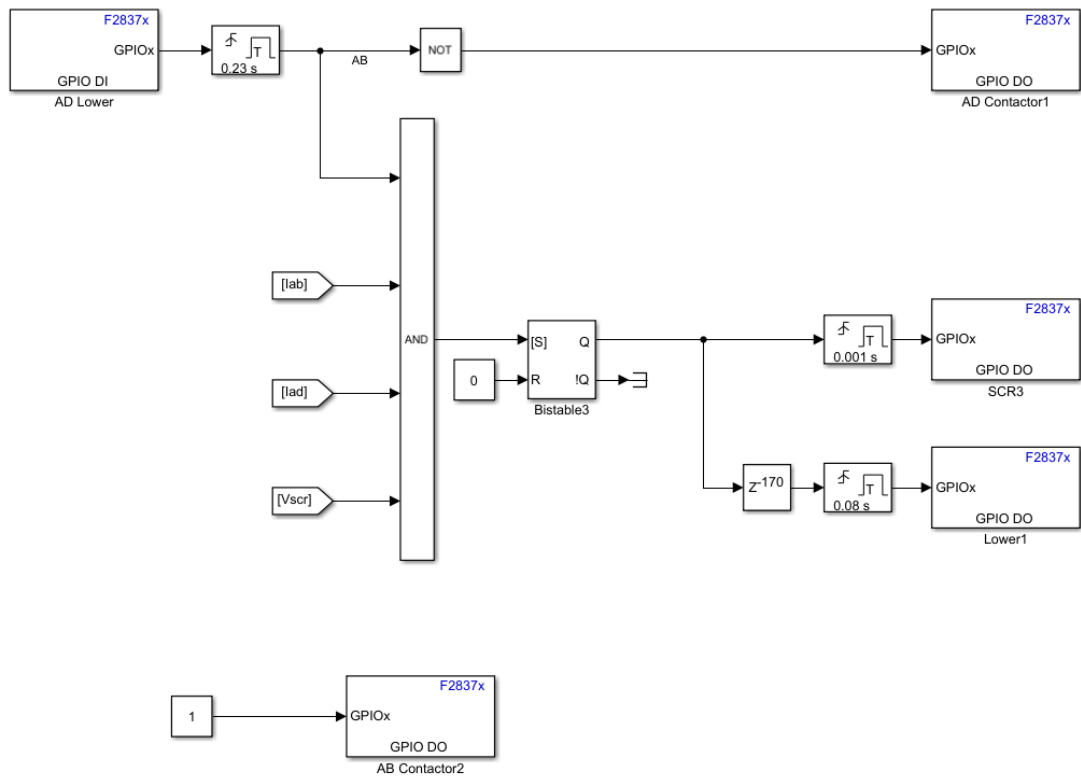 F2837x
GPIOx
GPIO DI
AD Lower
T
0.23 s
AB
NOT
F2837x
GPIOx
GPIO DO
AD Contactor1
[Iab]
[Iad]
[Vscr]
AND
0
[S]
Q
R
!Q
Bistable3
T
0.001 s
F2837x
GPIOx
GPIO DO
SCR3
Z-170
T
0.08 s
F2837x
GPIOx
GPIO DO
Lower1
1
F2837x
GPIOx
GPIO DO
AB Contactor2